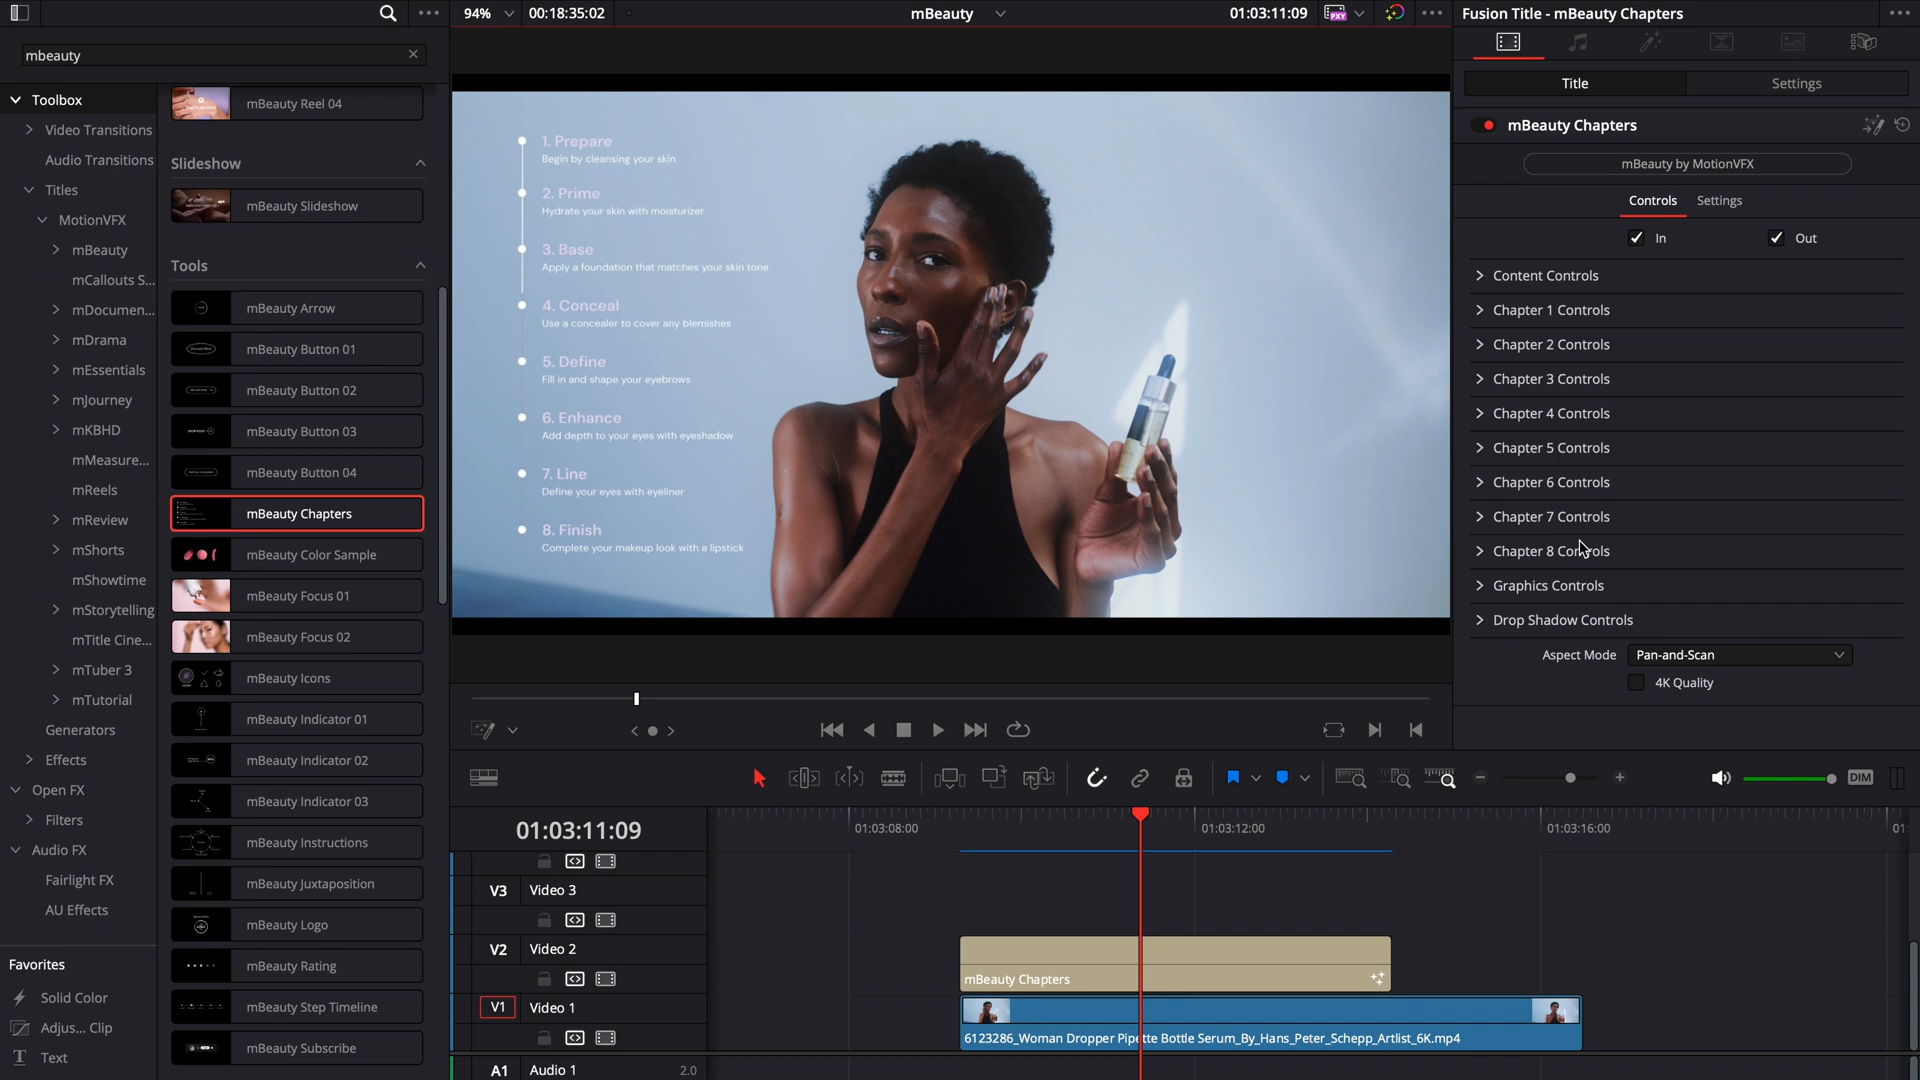 94%
00:18:35:02
mBeauty
01:03:11:09
PXY
Fusion Title - mBeauty Chapters
mbeauty
Title
Settings
Toolbox
Video Transitions
Audio Transitions
Titles
MotionVFX
mBeauty
mCallouts S...
mDocumen...
mDrama
mEssentials
mJourney
mKBHD
mMeasure...
mReels
mReview
mShorts
mShowtime
mStorytelling
mTitle Cine...
mTuber 3
mTutorial
Generators
Effects
Open FX
Filters
Audio FX
Fairlight FX
AU Effects
Favorites
Solid Color
Adjus... Clip
Text
mBeauty Reel 04
Slideshow
mBeauty Slideshow
Tools
mBeauty Arrow
mBeauty Button 01
mBeauty Button 02
mBeauty Button 03
mBeauty Button 04
mBeauty Chapters
mBeauty Color Sample
mBeauty Focus 01
mBeauty Focus 02
mBeauty Icons
mBeauty Indicator 01
mBeauty Indicator 02
mBeauty Indicator 03
mBeauty Instructions
mBeauty Juxtaposition
mBeauty Logo
mBeauty Rating
mBeauty Step Timeline
mBeauty Subscribe
1. Prepare
Begin by cleansing your skin
2. Prime
Hydrate your skin with moisturizer
3. Base
Apply a foundation that matches your skin tone
4. Conceal
Use a concealer to cover any blemishes
5. Define
Fill in and shape your eyebrows
6. Enhance
Add depth to your eyes with eyeshadow
7. Line
Define your eyes with eyeliner
8. Finish
Complete your makeup look with a lipstick
mBeauty Chapters
mBeauty by MotionVFX
Controls
Settings
In
Out
Content Controls
Chapter 1 Controls
Chapter 2 Controls
Chapter 3 Controls
Chapter 4 Controls
Chapter 5 Controls
Chapter 6 Controls
Chapter 7 Controls
Chapter 8 Controls
Graphics Controls
Drop Shadow Controls
Aspect Mode
Pan-and-Scan
4K Quality
DIM
01:03:11:09
01:03:08:00
01:03:12:00
01:03:16:00
01:
V3
Video 3
V2
Video 2
mBeauty Chapters
V1
Video 1
6123286_Woman Dropper Pipette Bottle Serum_By_Hans_Peter_Schepp_Artlist_6K.mp4
A1
Audio 1
2.0